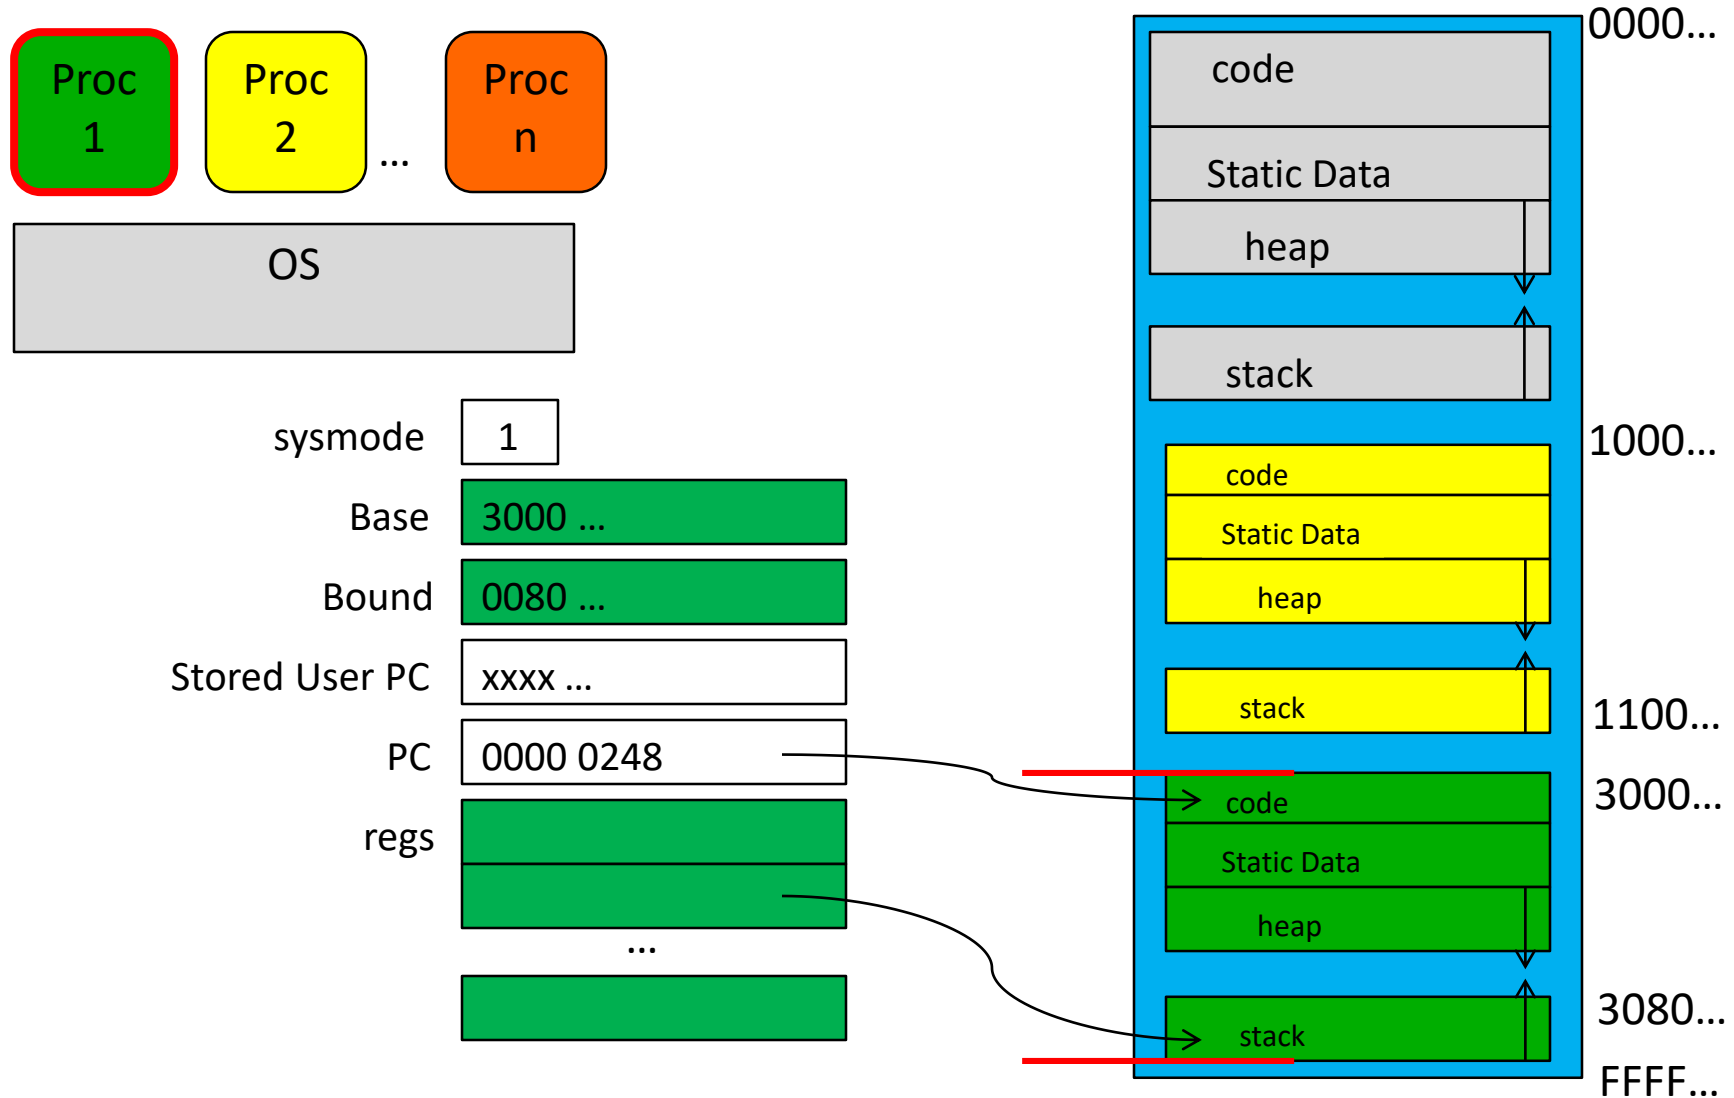 Proc
1
Proc
2
...
Proc
n
OS
sysmode 1
Base 3000 ...
Bound 0080 ...
Stored User PC xxxx ...
PC 0000 0248
regs
...
code
Static Data
heap
stack
code
Static Data
heap
stack
code
Static Data
heap
stack
0000...
1000...
1100...
3000...
3080...
FFFF...